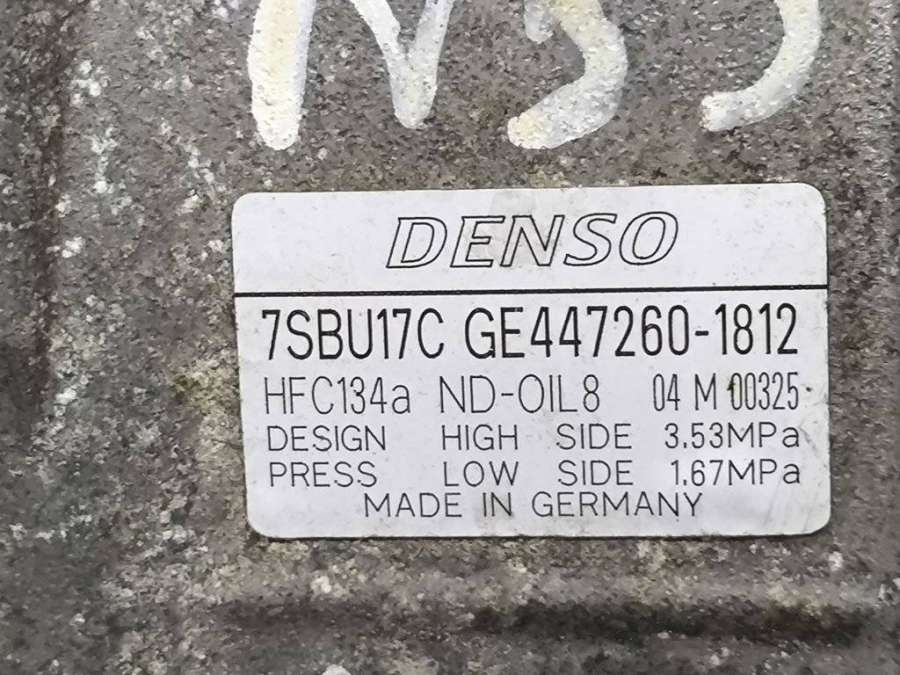 DENSO
7SBU17C GE447260-1812
HFC134a ND-OIL8 04 M 00325
DESIGN HIGH SIDE 3.53MPa
PRESS LOW SIDE 1.67MPa
MADE IN GERMANY